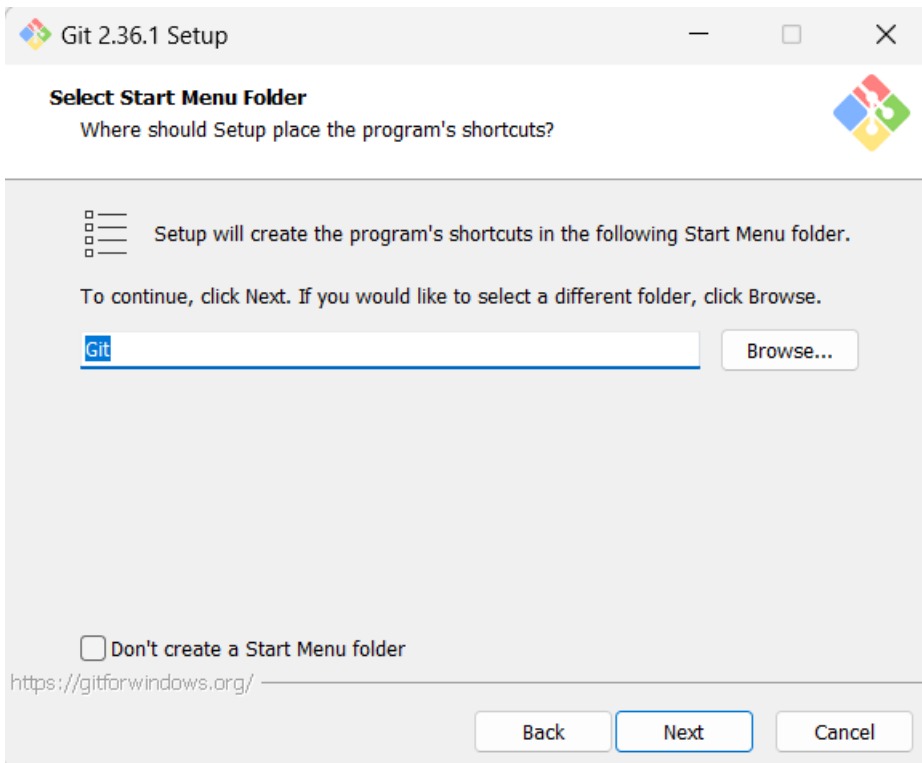 Git 2.36.1 Setup
Select Start Menu Folder
Where should Setup place the program's shortcuts?
Setup will create the program's shortcuts in the following Start Menu folder.
To continue, click Next. If you would like to select a different folder, click Browse.
Git
Browse...
Don't create a Start Menu folder
https://gitforwindows.org/
Back
Next
Cancel